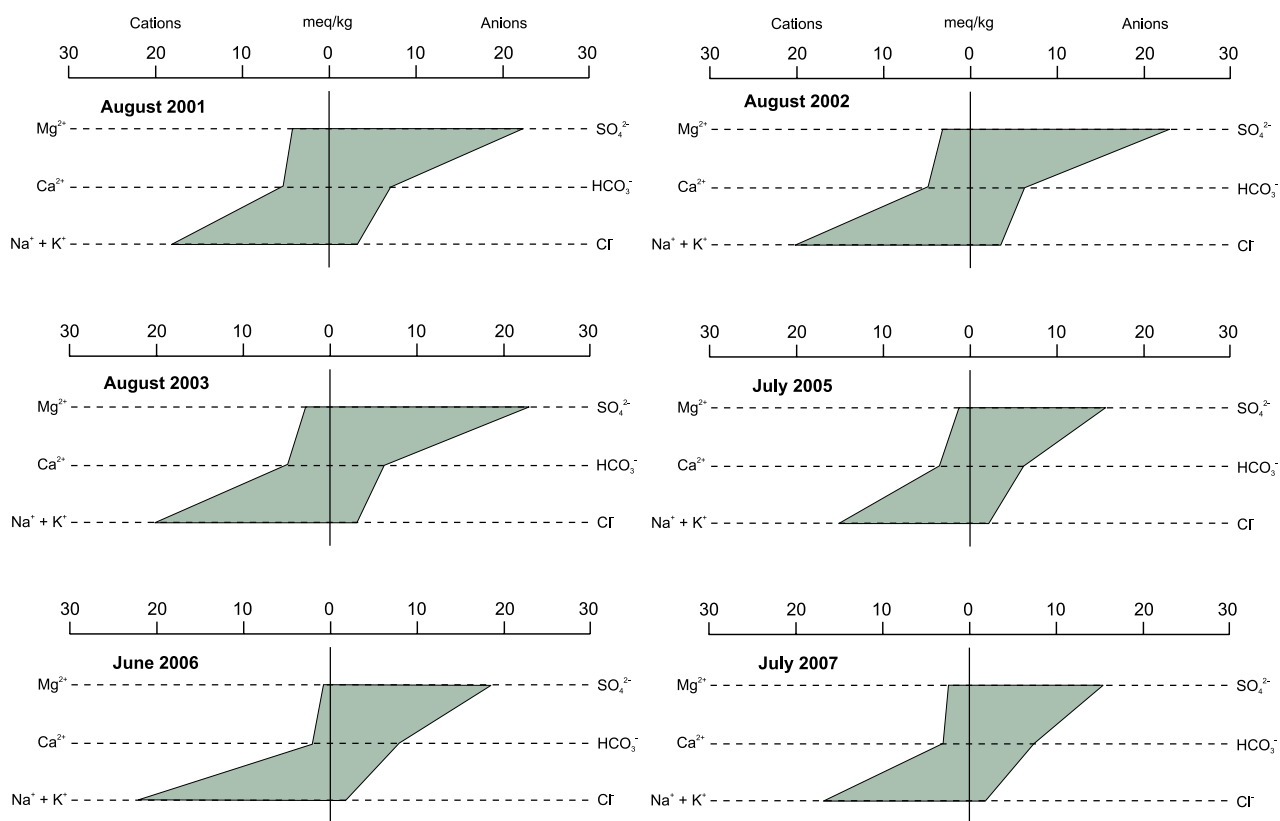 Cations meq/kg Anions
30 20 10 0 10 20 30
August 2001
Mg²⁺ SO₄²⁻
Ca²⁺ HCO₃⁻
Na⁺ + K⁺ Cl⁻
Cations meq/kg Anions
30 20 10 0 10 20 30
August 2002
Mg²⁺ SO₄²⁻
Ca²⁺ HCO₃⁻
Na⁺ + K⁺ Cl⁻
30 20 10 0 10 20 30
August 2003
Mg²⁺ SO₄²⁻
Ca²⁺ HCO₃⁻
Na⁺ + K⁺ Cl⁻
30 20 10 0 10 20 30
July 2005
Mg²⁺ SO₄²⁻
Ca²⁺ HCO₃⁻
Na⁺ + K⁺ Cl⁻
30 20 10 0 10 20 30
June 2006
Mg²⁺ SO₄²⁻
Ca²⁺ HCO₃⁻
Na⁺ + K⁺ Cl⁻
30 20 10 0 10 20 30
July 2007
Mg²⁺ SO₄²⁻
Ca²⁺ HCO₃⁻
Na⁺ + K⁺ Cl⁻